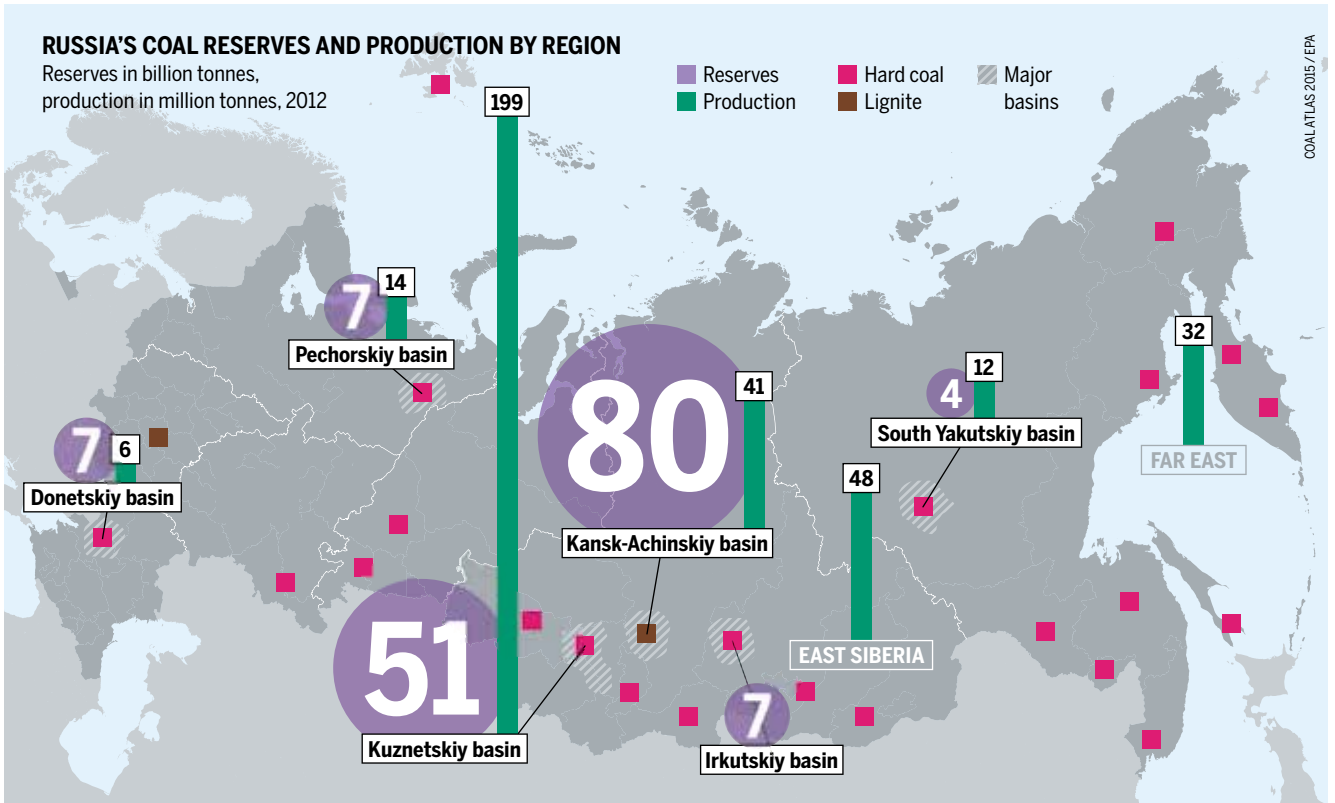 RUSSIA'S COAL RESERVES AND PRODUCTION BY REGION
Reserves in billion tonnes,
production in million tonnes, 2012
Reserves
Production
Hard coal
Lignite
Major
basins
COAL ATLAS 2015 / EPA
199
7
14
Pechorskiy basin
7
6
Donetskiy basin
80
41
Kansk-Achinskiy basin
4
12
South Yakutskiy basin
32
FAR EAST
48
EAST SIBERIA
51
Kuznetskiy basin
7
Irkutskiy basin